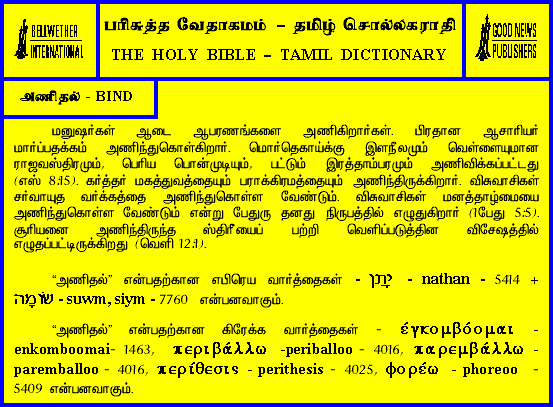 BELLWETHER
INTERNATIONAL
பரிசுத்த வேதாகமம் – தமிழ் சொல்லகராதி
THE HOLY BIBLE – TAMIL DICTIONARY
GOOD NEWS
PUBLISHERS
அணிதல் - BIND
மனுஷர்கள் ஆடை ஆபரணங்களை அணிகிறார்கள். பிரதான ஆசாரியர்
மார்ப்பதக்கம் அணிந்துகொள்கிறார். மொர்தெகாய்க்கு இளநீலமும் வெள்ளையுமான
ராஜவஸ்திரமும், பெரிய பொன்முடியும், பட்டும் இரத்தாம்பரமும் அணிவிக்கப்பட்டது
(எஸ் 8:15). கர்த்தர் மகத்துவத்தையும் பராக்கிரமத்தையும் அணிந்திருக்கிறார். விசுவாசிகள்
சர்வாயுத வர்க்கத்தை அணிந்துகொள்ள வேண்டும். விசுவாசிகள் மனத்தாழ்மையை
அணிந்துகொள்ள வேண்டும் என்று பேதுரு தனது நிருபத்தில் எழுதுகிறார் (1பேது 5:5).
சூரியனை அணிந்திருந்த ஸ்திரீயைப் பற்றி வெளிப்படுத்தின விசேஷத்தில்
எழுதப்பட்டிருக்கிறது (வெளி 12:1).
“அணிதல்” என்பதற்கான எபிரெய வார்த்தைகள் - נָתַן - nathan - 5414 +
שׂוּמָה - suwm, siym - 7760 என்பனவாகும்.
“அணிதல்” என்பதற்கான கிரேக்க வார்த்தைகள் - έγκομβόομαι -
enkomboomai- 1463, περιβάλλω -periballoo - 4016, παρεμβάλλω -
paremballoo - 4016, περίθεσις - perithesis - 4025, φορέω - phoreoo -
5409 என்பனவாகும்.